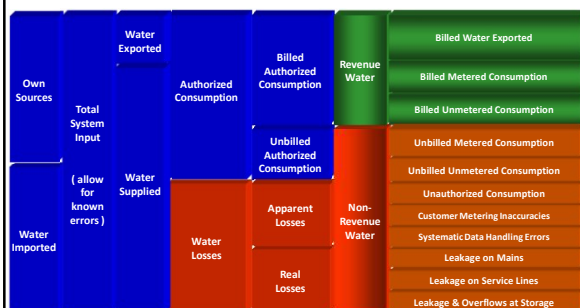 Own
Sources
Water
Imported
Total
System
Input
( allow
for
known
errors )
Water
Exported
Water
Supplied
Authorized
Consumption
Water
Losses
Billed
Authorized
Consumption
Unbilled
Authorized
Consumption
Apparent
Losses
Real
Losses
Revenue
Water
Non-
Revenue
Water
Billed Water Exported
Billed Metered Consumption
Billed Unmetered Consumption
Unbilled Metered Consumption
Unbilled Unmetered Consumption
Unauthorized Consumption
Customer Metering Inaccuracies
Systematic Data Handling Errors
Leakage on Mains
Leakage on Service Lines
Leakage & Overflows at Storage